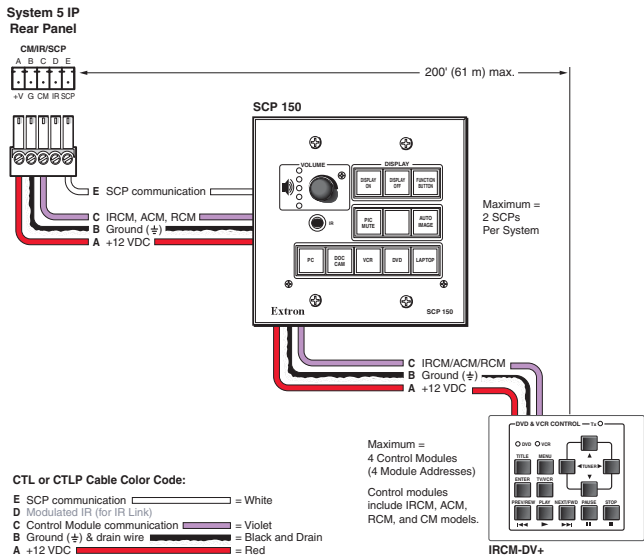 System 5 IP
Rear Panel
CM/IR/SCP
A B C D E
+V G CM IR SCP
200' (61 m) max.
SCP 150
VOLUME
DISPLAY
DISPLAY ON
DISPLAY OFF
FUNCTION BUTTON
IR
PIC MUTE
AUTO IMAGE
PC
DOC CAM
VCR
DVD
LAPTOP
Extron
SCP 150
Maximum =
2 SCPs
Per System
E SCP communication
C IRCM, ACM, RCM
B Ground (⏚)
A +12 VDC
C IRCM/ACM/RCM
B Ground (⏚)
A +12 VDC
Maximum =
4 Control Modules
(4 Module Addresses)
Control modules
include IRCM, ACM,
RCM, and CM models.
DVD & VCR CONTROL Tx
DVD VCR
TITLE MENU
TUNER
ENTER TV/VCR
PREV/REW PLAY NEXT/FWD PAUSE STOP
IRCM-DV+
CTL or CTLP Cable Color Code:
E SCP communication = White
D Modulated IR (for IR Link)
C Control Module communication = Violet
B Ground (⏚) & drain wire = Black and Drain
A +12 VDC = Red